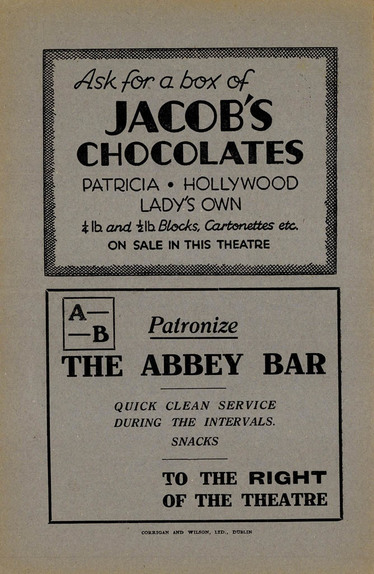 Ask for a box of
JACOB'S
CHOCOLATES
PATRICIA • HOLLYWOOD
LADY'S OWN
¼ lb. and ½ lb. Blocks, Cartonettes etc.
ON SALE IN THIS THEATRE
A—
—B
Patronize
THE ABBEY BAR
QUICK CLEAN SERVICE
DURING THE INTERVALS.
SNACKS
TO THE RIGHT
OF THE THEATRE
CORRIGAN AND WILSON, LTD., DUBLIN